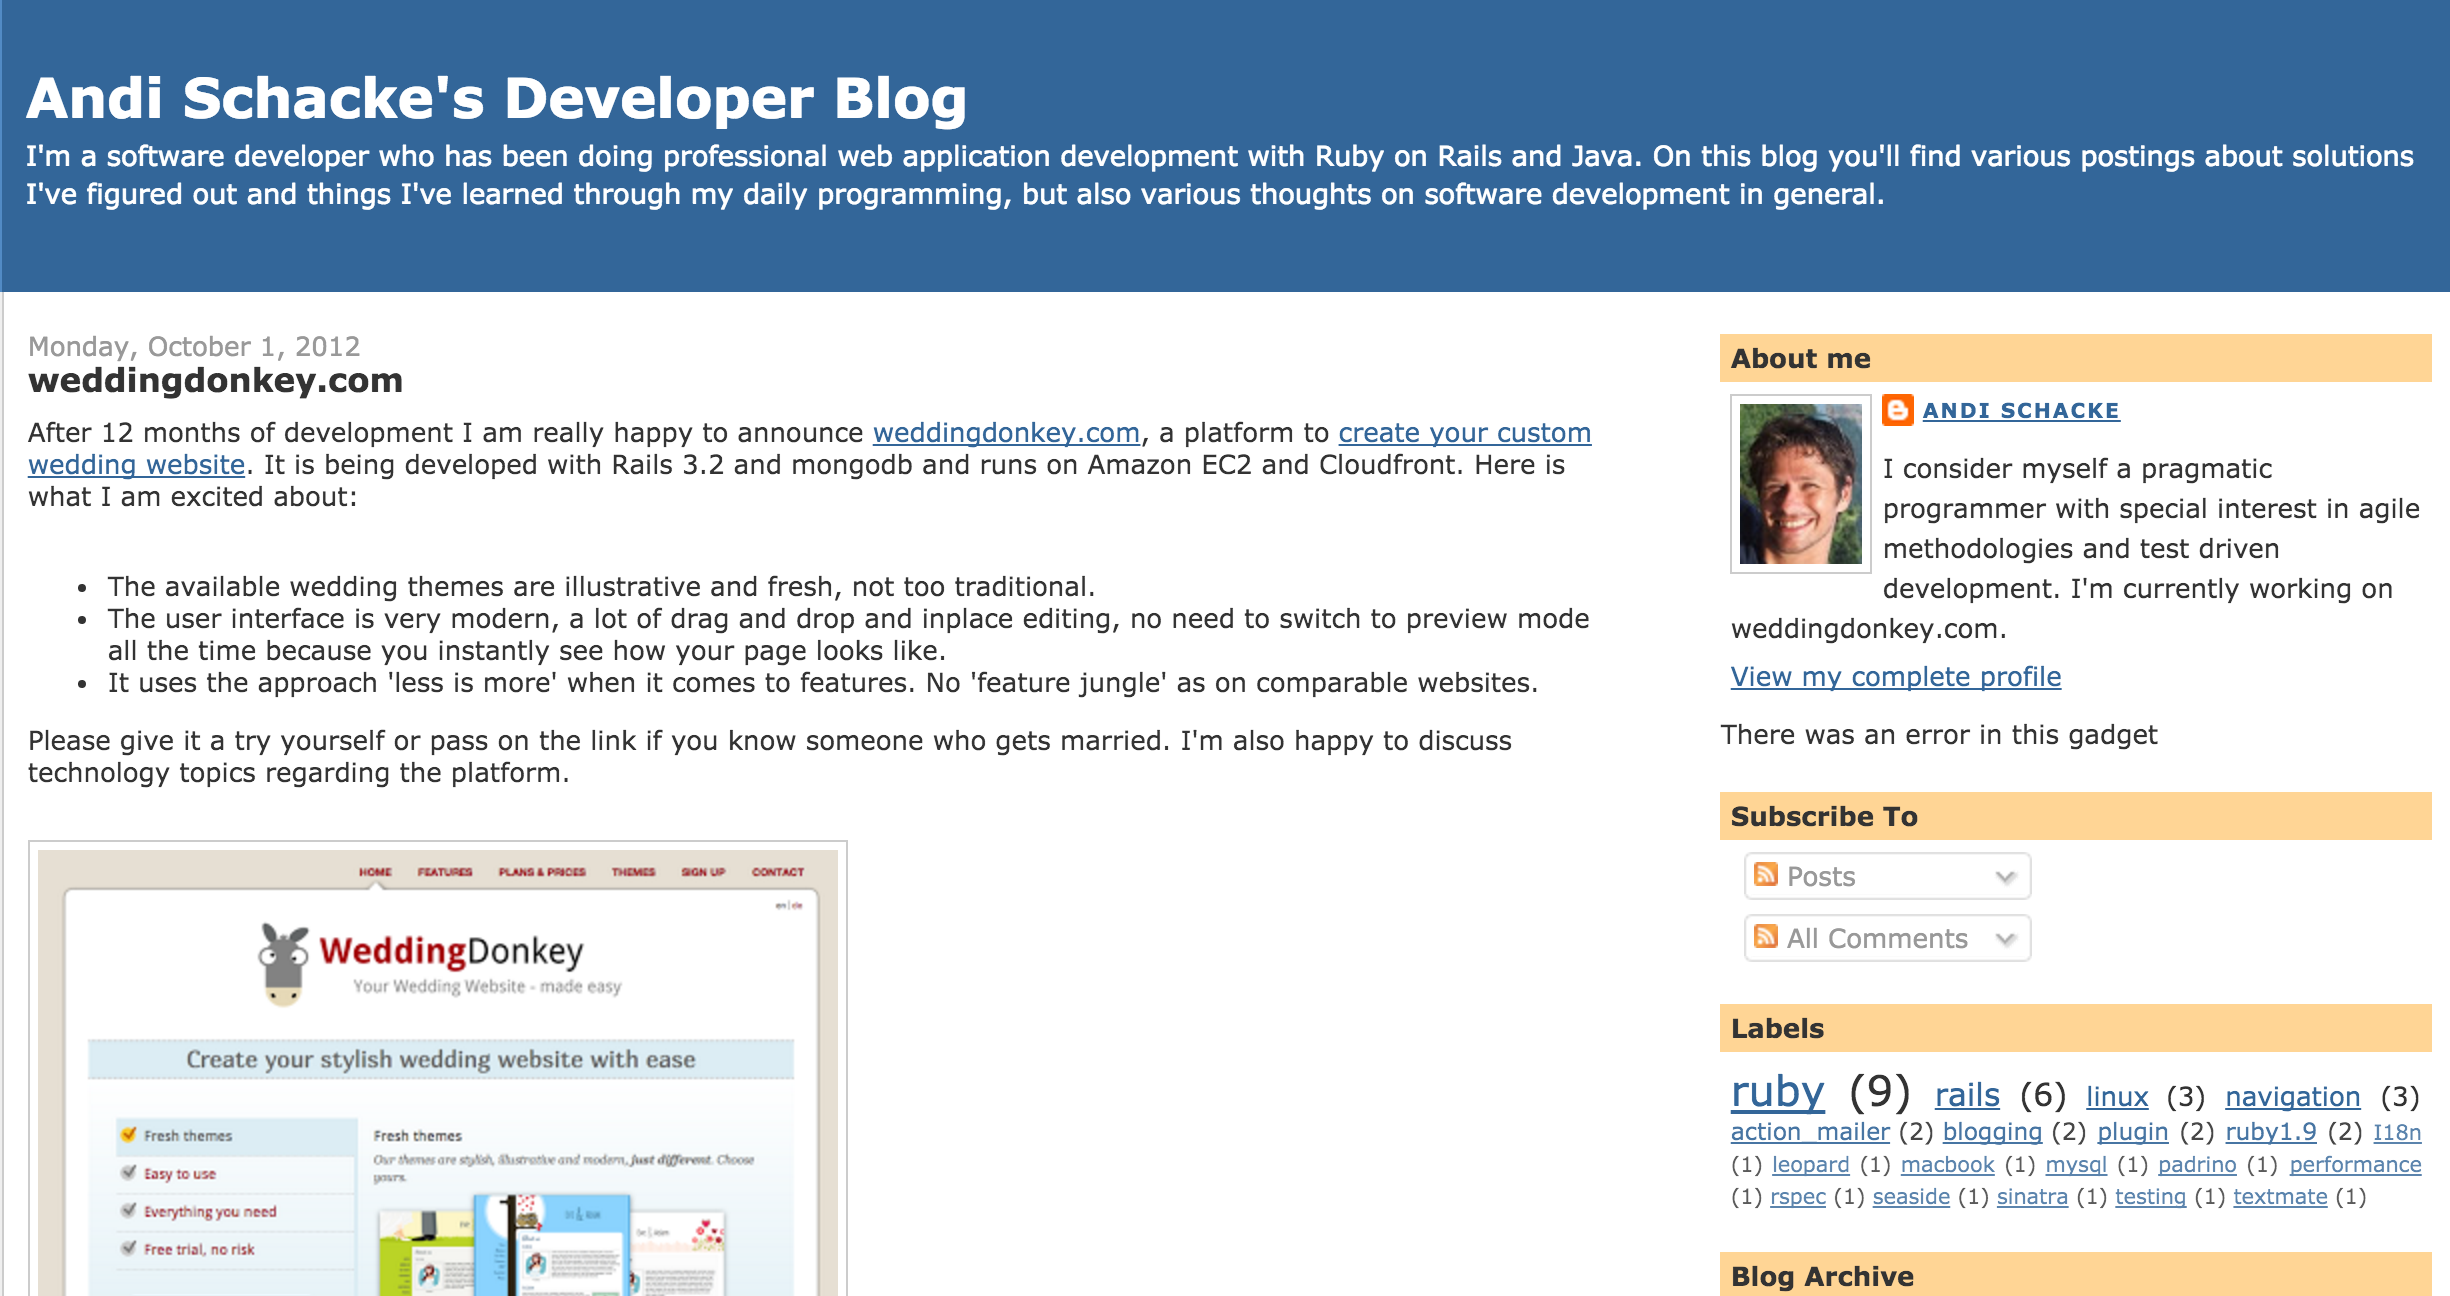 Andi Schacke's Developer Blog
I'm a software developer who has been doing professional web application development with Ruby on Rails and Java. On this blog you'll find various postings about solutions
I've figured out and things I've learned through my daily programming, but also various thoughts on software development in general.
Monday, October 1, 2012
weddingdonkey.com
After 12 months of development I am really happy to announce weddingdonkey.com, a platform to create your custom
wedding website. It is being developed with Rails 3.2 and mongodb and runs on Amazon EC2 and Cloudfront. Here is
what I am excited about:
• The available wedding themes are illustrative and fresh, not too traditional.
• The user interface is very modern, a lot of drag and drop and inplace editing, no need to switch to preview mode
all the time because you instantly see how your page looks like.
• It uses the approach 'less is more' when it comes to features. No 'feature jungle' as on comparable websites.
Please give it a try yourself or pass on the link if you know someone who gets married. I'm also happy to discuss
technology topics regarding the platform.
HOME FEATURES PLANS & PRICES THEMES SIGN UP CONTACT
en | de
WeddingDonkey
Your Wedding Website - made easy
Create your stylish wedding website with ease
Fresh themes
Easy to use
Everything you need
Free trial, no risk
Fresh themes
Our themes are stylish, illustrative and modern, just different. Choose
yours.
About me
ANDI SCHACKE
I consider myself a pragmatic
programmer with special interest in agile
methodologies and test driven
development. I'm currently working on
weddingdonkey.com.
View my complete profile
There was an error in this gadget
Subscribe To
Posts
All Comments
Labels
ruby (9) rails (6) linux (3) navigation (3)
action_mailer (2) blogging (2) plugin (2) ruby1.9 (2) I18n
(1) leopard (1) macbook (1) mysql (1) padrino (1) performance
(1) rspec (1) seaside (1) sinatra (1) testing (1) textmate (1)
Blog Archive